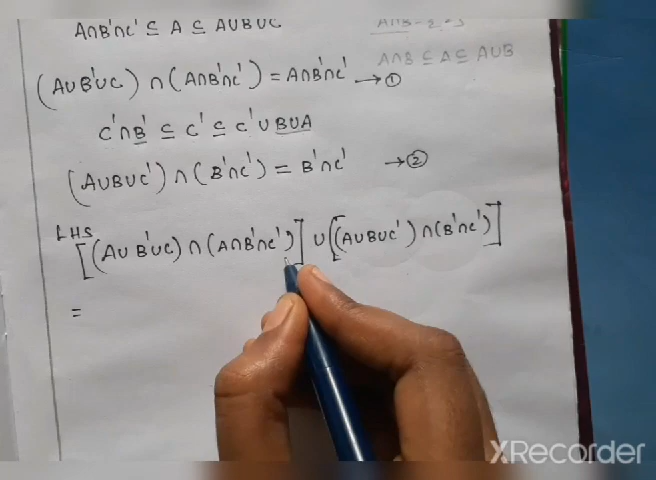 A∩B'∩C' ⊆ A ⊆ A∪B∪C
A∩B ⊆ A ⊆ A∪B
(A∪B'∪C) ∩ (A∩B'∩C') = A∩B'∩C' → ①
C'∩B' ⊆ C' ⊆ C'∪B∪A
(A∪B∪C') ∩ (B'∩C') = B'∩C' → ②
LHS
[(A∪B'∪C) ∩ (A∩B'∩C')] ∪ [(A∪B∪C') ∩ (B'∩C')]
=
XRecorder